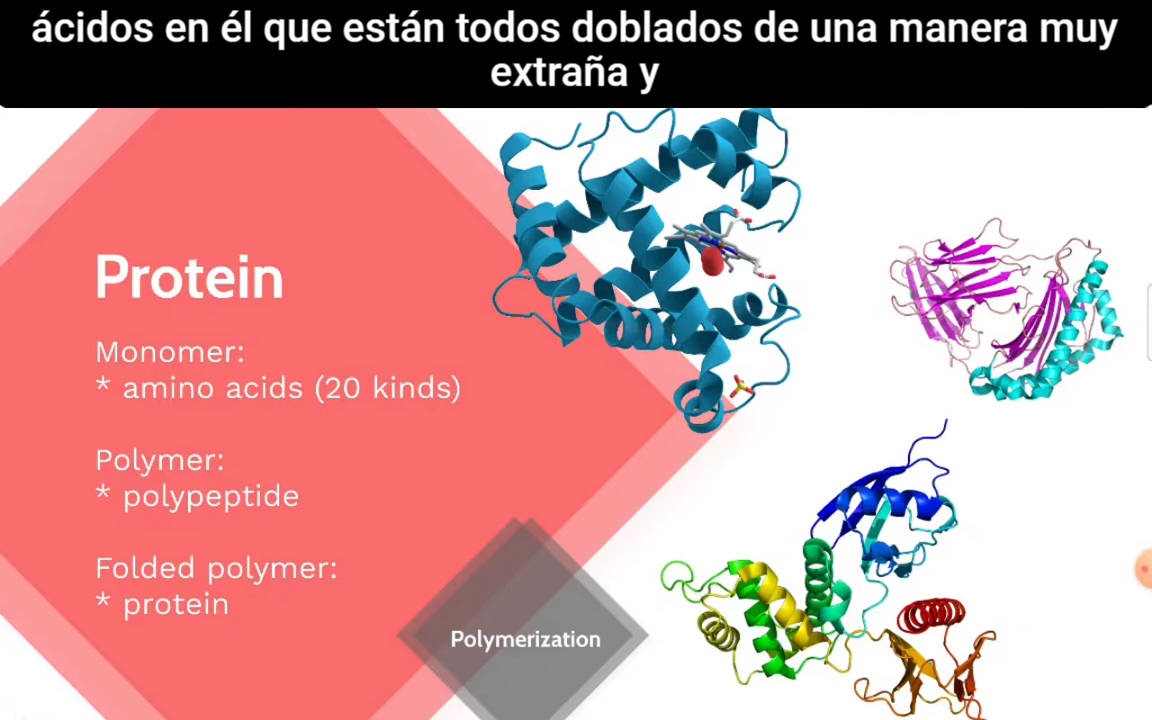 ácidos en él que están todos doblados de una manera muy
extraña y
Protein
Monomer:
* amino acids (20 kinds)
Polymer:
* polypeptide
Folded polymer:
* protein
Polymerization